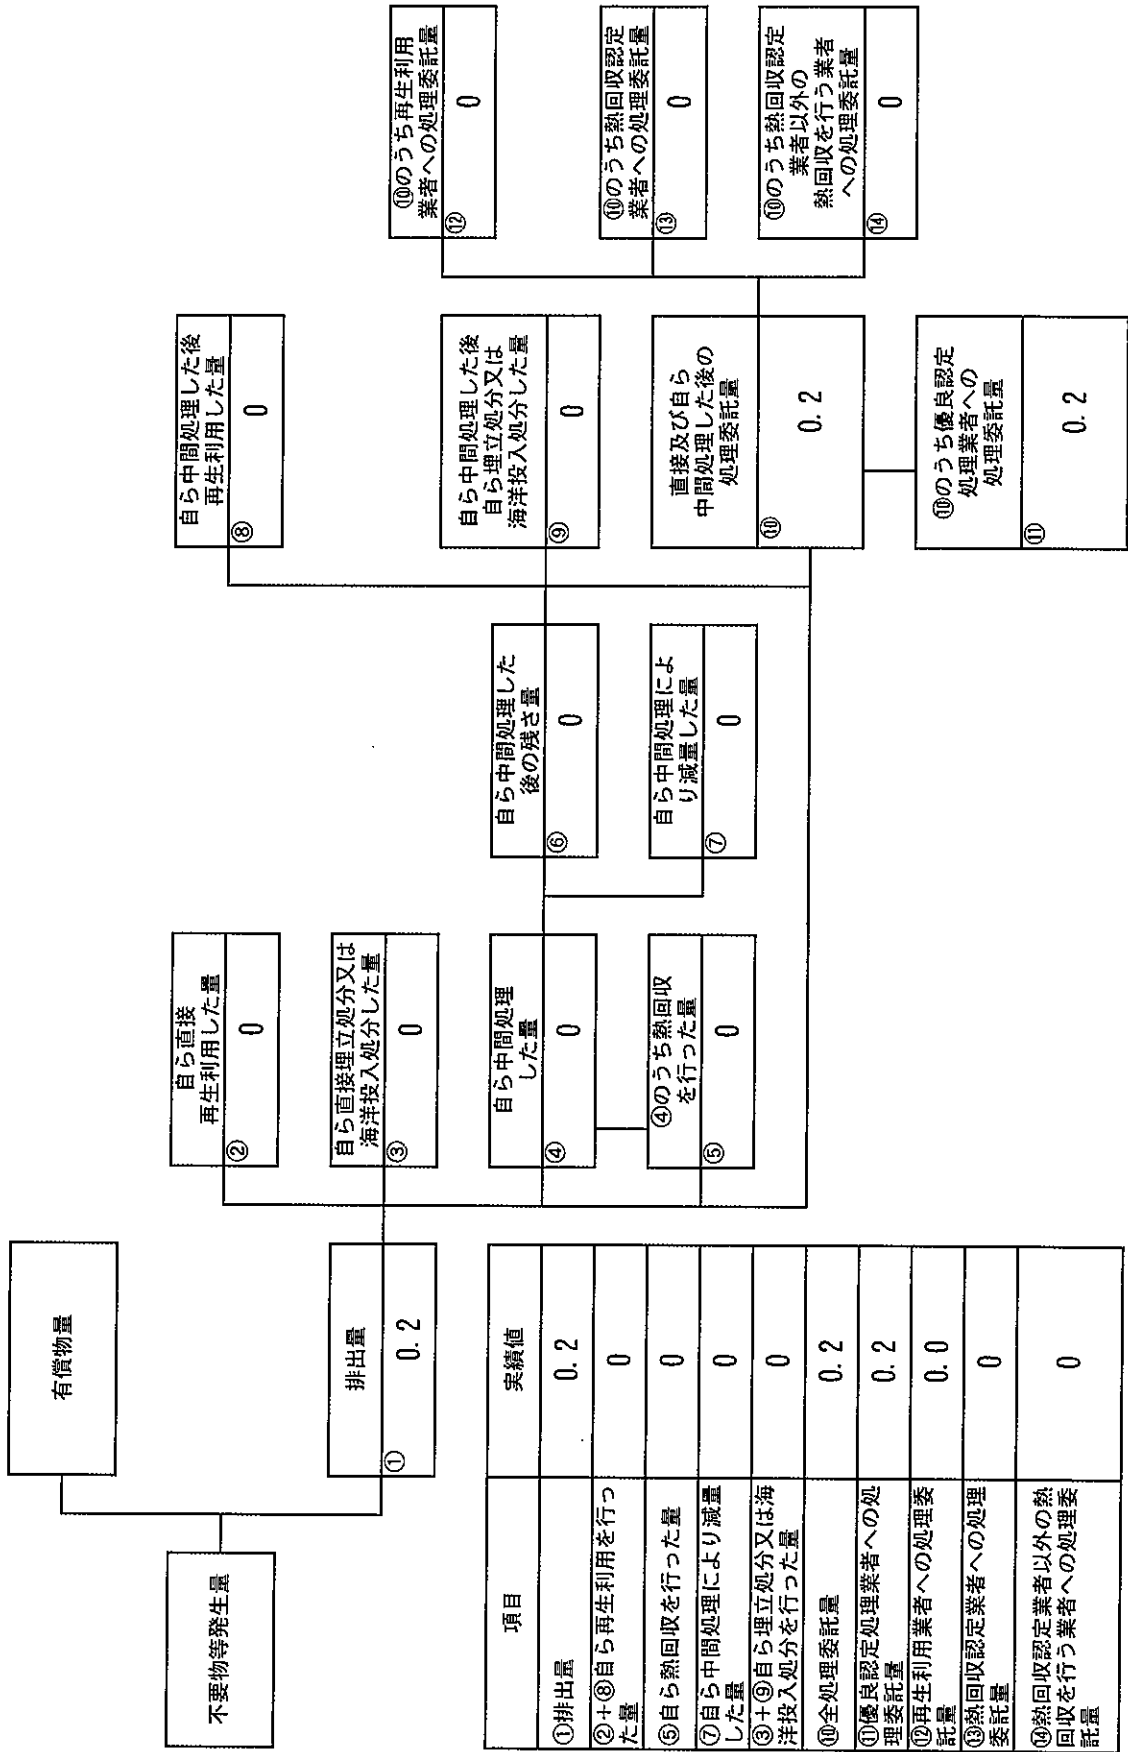 不要物等発生量
有償物量
排出量
①
0.2
自ら直接
再生利用した量
②
0
自ら直接埋立処分又は
海洋投入処分した量
③
0
自ら中間処理
した量
④
0
④のうち熱回収
を行った量
⑤
0
自ら中間処理した
後の残さ量
⑥
0
自ら中間処理によ
り減量した量
⑦
0
自ら中間処理した後
再生利用した量
⑧
0
自ら中間処理した後
自ら埋立処分又は
海洋投入処分した量
⑨
0
直接及び自ら
中間処理した後の
処理委託量
⑩
0.2
⑩のうち優良認定
処理業者への
処理委託量
⑪
0.2
⑩のうち再生利用
業者への処理委託量
⑫
0
⑩のうち熱回収認定
業者への処理委託量
⑬
0
⑩のうち熱回収認定
業者以外の
熱回収を行う業者
への処理委託量
⑭
0
項目 実績値
①排出量 0.2
②+⑧自ら再生利用を行っ
た量 0
⑤自ら熱回収を行った量 0
⑦自ら中間処理により減量
した量 0
③+⑨自ら埋立処分又は海
洋投入処分を行った量 0
⑩全処理委託量 0.2
⑪優良認定処理業者への処
理委託量 0.2
⑫再生利用業者への処理委
託量 0.0
⑬熱回収認定業者への処理
委託量 0
⑭熱回収認定業者以外の熱
回収を行う業者への処理委
託量 0